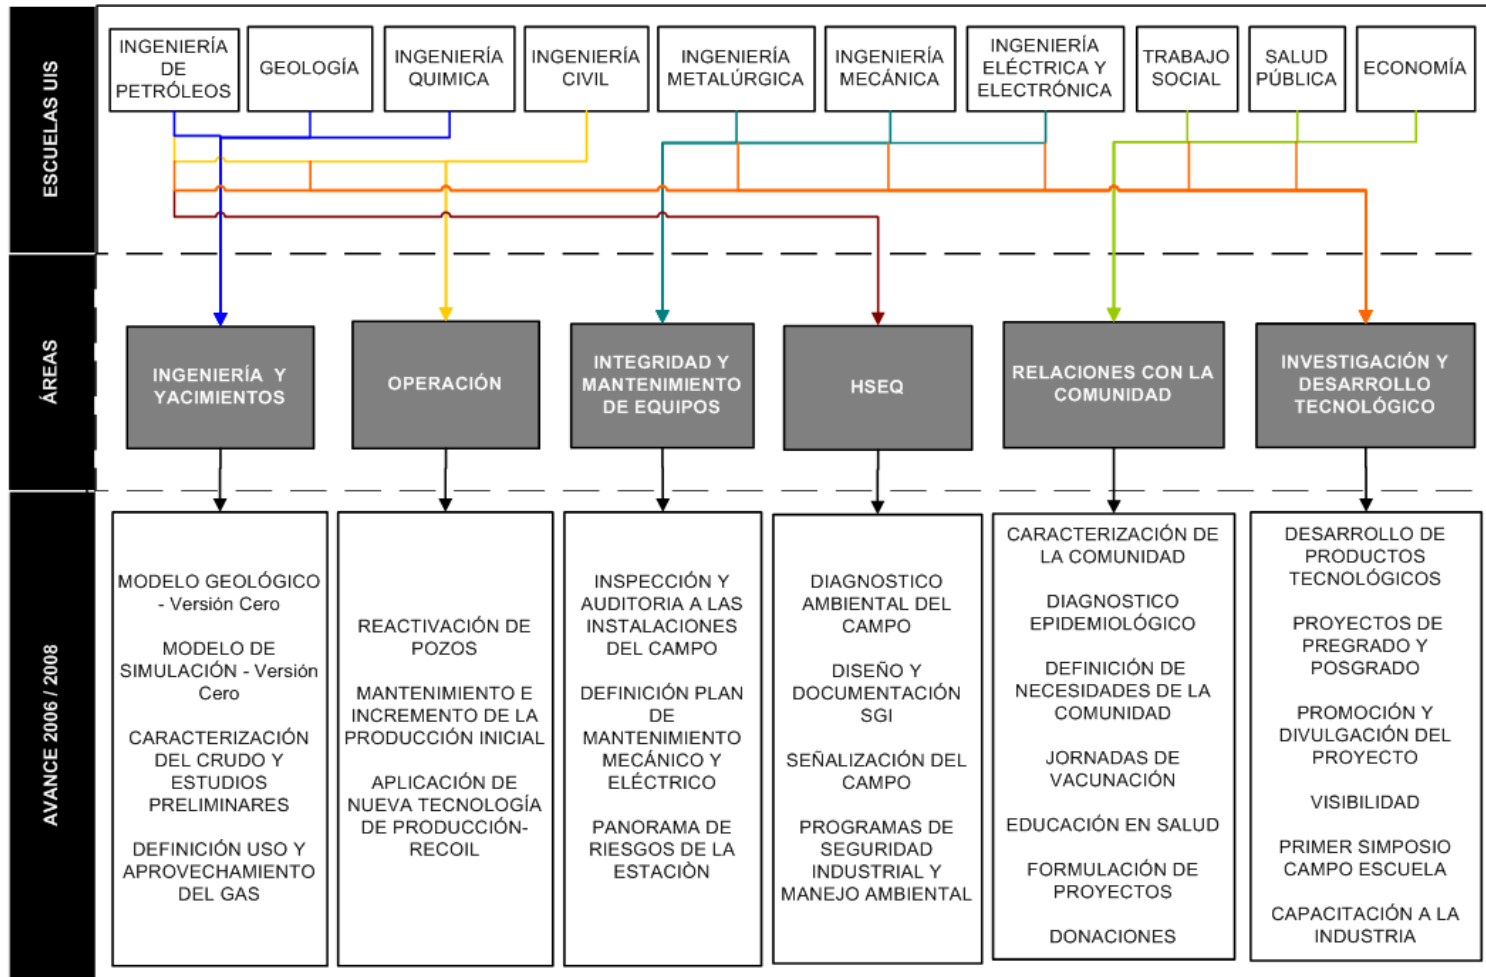 ESCUELAS UIS
INGENIERÍA
DE
PETRÓLEOS
GEOLOGÍA
INGENIERÍA
QUIMICA
INGENIERÍA
CIVIL
INGENIERÍA
METALÚRGICA
INGENIERÍA
MECÁNICA
INGENIERÍA
ELÉCTRICA Y
ELECTRÓNICA
TRABAJO
SOCIAL
SALUD
PÚBLICA
ECONOMÍA
ÁREAS
INGENIERÍA Y
YACIMIENTOS
OPERACIÓN
INTEGRIDAD Y
MANTENIMIENTO
DE EQUIPOS
HSEQ
RELACIONES CON LA
COMUNIDAD
INVESTIGACIÓN Y
DESARROLLO
TECNOLÓGICO
AVANCE 2006 / 2008
MODELO GEOLÓGICO
- Versión Cero
MODELO DE
SIMULACIÓN - Versión
Cero
CARACTERIZACIÓN
DEL CRUDO Y
ESTUDIOS
PRELIMINARES
DEFINICIÓN USO Y
APROVECHAMIENTO
DEL GAS
REACTIVACIÓN DE
POZOS
MANTENIMIENTO E
INCREMENTO DE LA
PRODUCCIÓN INICIAL
APLICACIÓN DE
NUEVA TECNOLOGÍA
DE PRODUCCIÓN-
RECOIL
INSPECCIÓN Y
AUDITORIA A LAS
INSTALACIONES
DEL CAMPO
DEFINICIÓN PLAN
DE
MANTENIMIENTO
MECÁNICO Y
ELÉCTRICO
PANORAMA DE
RIESGOS DE LA
ESTACIÒN
DIAGNOSTICO
AMBIENTAL DEL
CAMPO
DISEÑO Y
DOCUMENTACIÓN
SGI
SEÑALIZACIÓN DEL
CAMPO
PROGRAMAS DE
SEGURIDAD
INDUSTRIAL Y
MANEJO AMBIENTAL
CARACTERIZACIÓN DE
LA COMUNIDAD
DIAGNOSTICO
EPIDEMIOLÓGICO
DEFINICIÓN DE
NECESIDADES DE LA
COMUNIDAD
JORNADAS DE
VACUNACIÓN
EDUCACIÓN EN SALUD
FORMULACIÓN DE
PROYECTOS
DONACIONES
DESARROLLO DE
PRODUCTOS
TECNOLÓGICOS
PROYECTOS DE
PREGRADO Y
POSGRADO
PROMOCIÓN Y
DIVULGACIÓN DEL
PROYECTO
VISIBILIDAD
PRIMER SIMPOSIO
CAMPO ESCUELA
CAPACITACIÓN A LA
INDUSTRIA